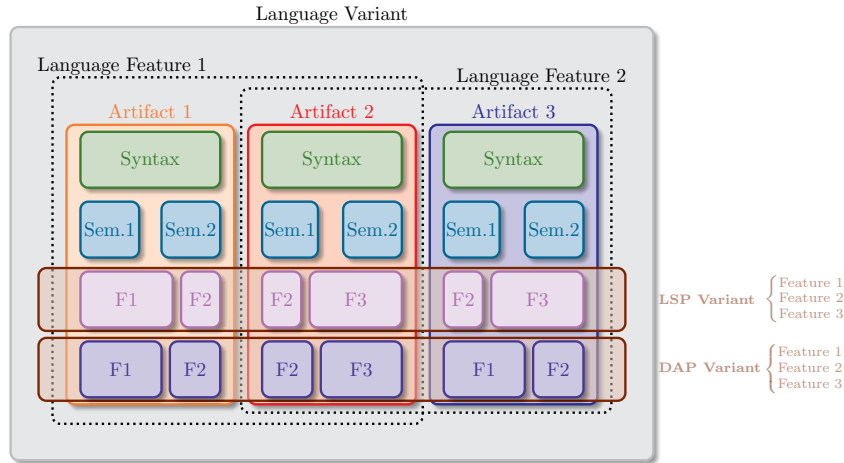 Language Variant
Language Feature 1
Language Feature 2
Artifact 1 Artifact 2 Artifact 3
Syntax Syntax Syntax
Sem.1 Sem.2 Sem.1 Sem.2 Sem.1 Sem.2
F1 F2 F2 F3 F2 F3
LSP Variant
Feature 1
Feature 2
Feature 3
F1 F2 F2 F3 F1 F2
DAP Variant
Feature 1
Feature 2
Feature 3